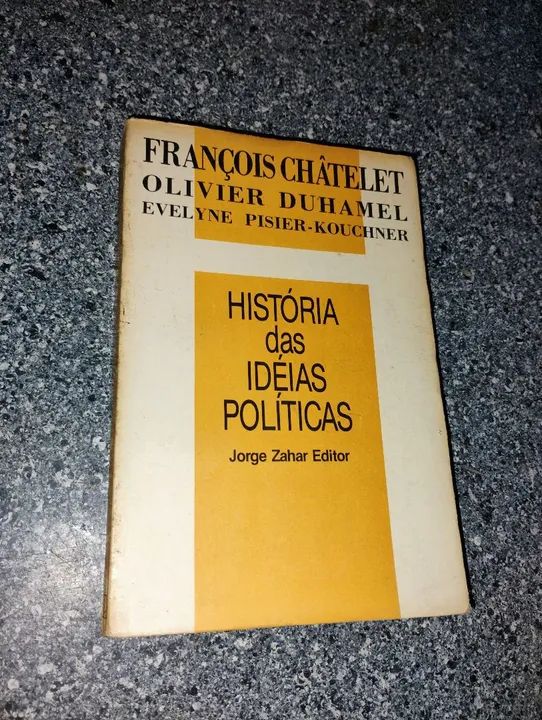 FRANÇOIS CHÂTELET
OLIVIER DUHAMEL
EVELYNE PISIER-KOUCHNER
HISTÓRIA
das
IDÉIAS
POLÍTICAS
Jorge Zahar Editor